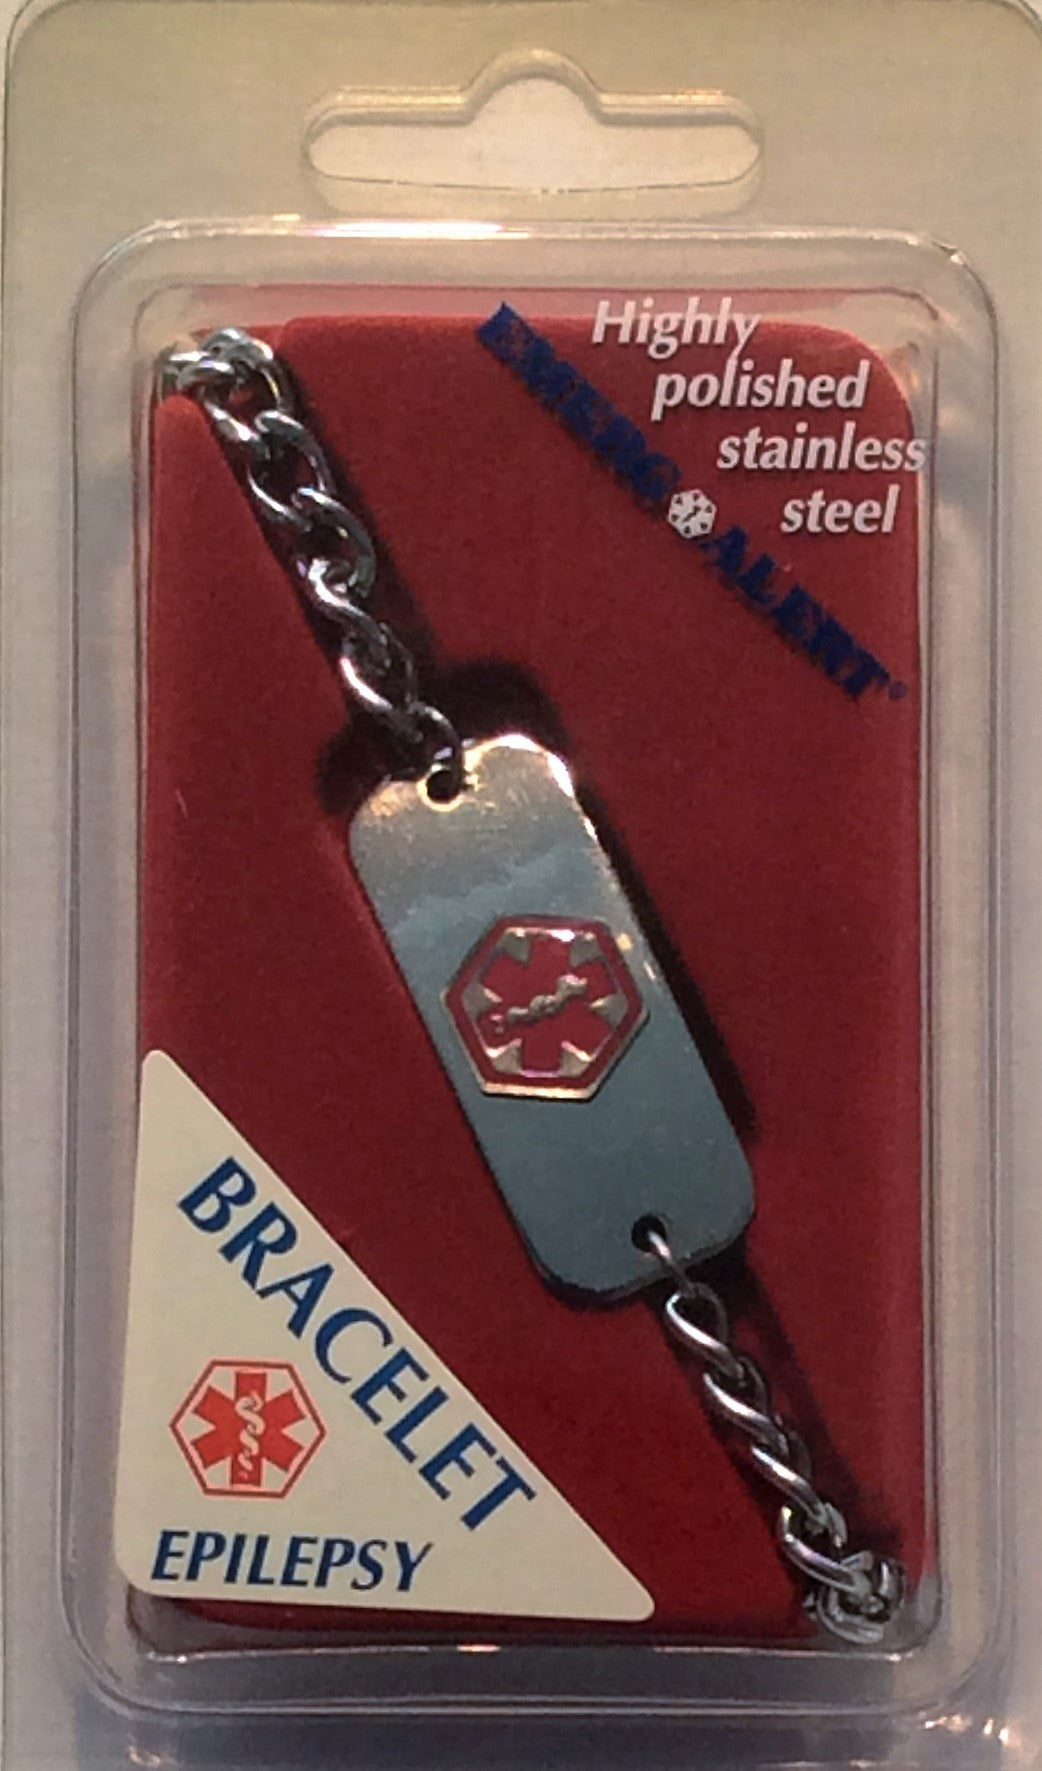 Highly
polished
stainless
steel
EMERG ALERT®
BRACELET
EPILEPSY